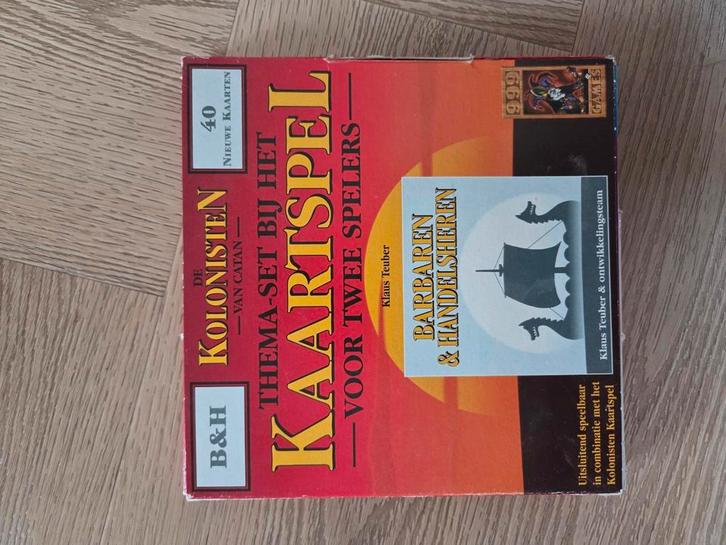 B&H
DE
KOLONISTEN
— VAN CATAN —
40
NIEUWE KAARTEN
THEMA-SET BIJ HET
KAARTSPEL
— VOOR TWEE SPELERS —
Klaus Teuber
BARBAREN
& HANDELSHEREN
Klaus Teuber & ontwikkelingsteam
Uitsluitend speelbaar
in combinatie met het
Kolonisten Kaartspel
999
GAMES